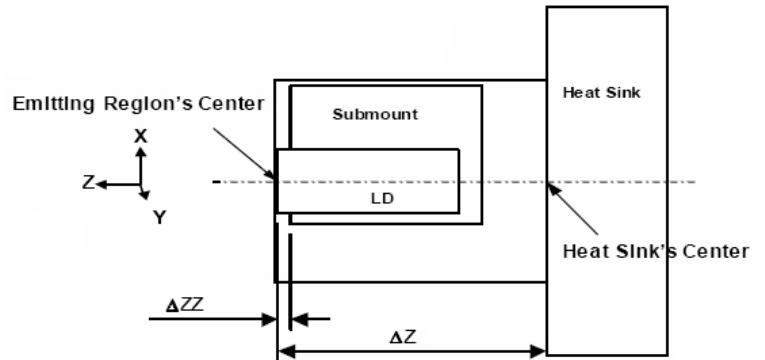 Heat Sink
Emitting Region's Center
Submount
X
Z
Y
LD
Heat Sink's Center
ΔZZ
ΔZ